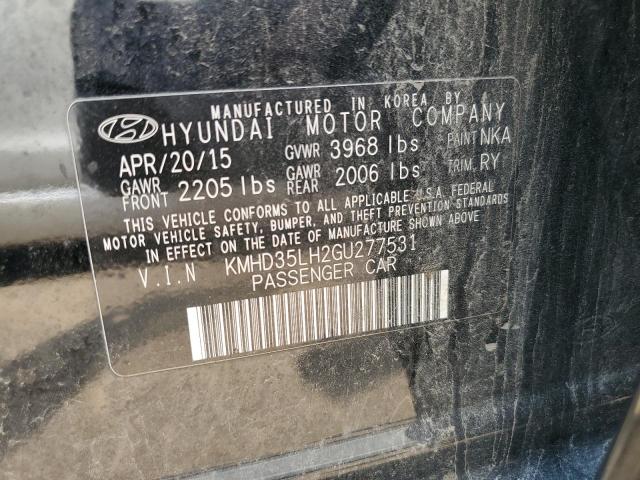 MANUFACTURED IN KOREA BY
HYUNDAI MOTOR COMPANY
APR/20/15 GVWR 3968 lbs PAINT NKA
GAWR FRONT 2205 lbs GAWR REAR 2006 lbs TRIM. RY
THIS VEHICLE CONFORMS TO ALL APPLICABLE U.S.A. FEDERAL
MOTOR VEHICLE SAFETY, BUMPER, AND THEFT PREVENTION STANDARDS
IN EFFECT ON THE DATE OF MANUFACTURE SHOWN ABOVE
V.I.N KMHD35LH2GU277531
PASSENGER CAR